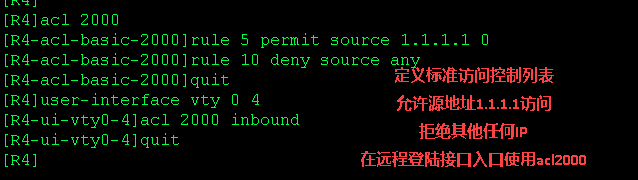 [R4]
[R4]acl 2000
[R4-acl-basic-2000]rule 5 permit source 1.1.1.1 0
[R4-acl-basic-2000]rule 10 deny source any
[R4-acl-basic-2000]quit
定义标准访问控制列表
[R4]user-interface vty 0 4
允许源地址1.1.1.1访问
[R4-ui-vty0-4]acl 2000 inbound
拒绝其他任何IP
[R4-ui-vty0-4]quit
[R4]
在远程登陆接口入口使用acl2000